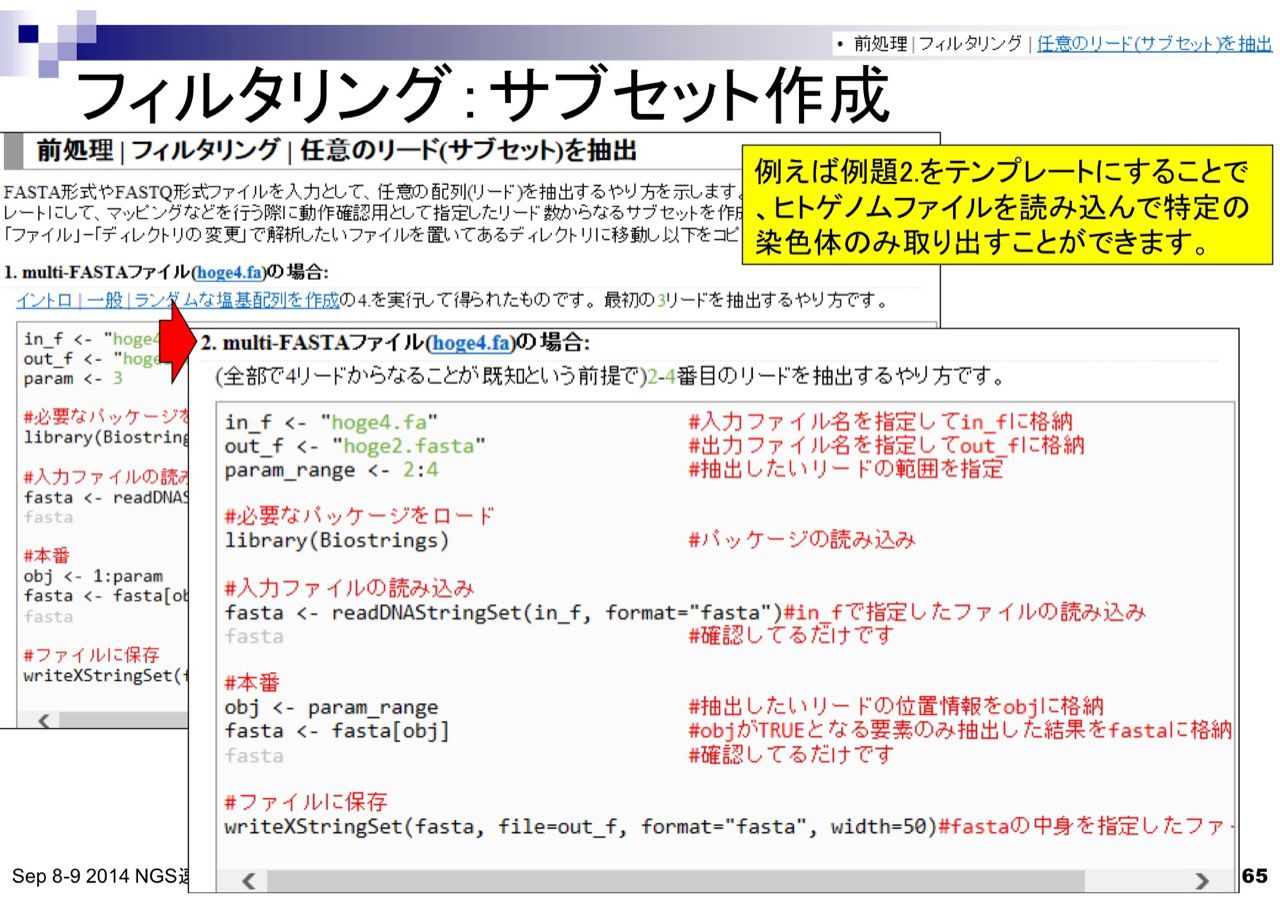 • 前処理 | フィルタリング | 任意のリード(サブセット)を抽出
フィルタリング：サブセット作成
前処理 | フィルタリング | 任意のリード(サブセット)を抽出
FASTA形式やFASTQ形式ファイルを入力として、任意の配列(リード)を抽出するやり方を示します。
レートにして、マッピングなどを行う際に動作確認用として指定したリード数からなるサブセットを作成
「ファイル」-「ディレクトリの変更」で解析したいファイルを置いてあるディレクトリに移動し以下をコピ
例えば例題2.をテンプレートにすることで
、ヒトゲノムファイルを読み込んで特定の
染色体のみ取り出すことができます。
1. multi-FASTAファイル(hoge4.fa)の場合:
イントロ | 一般 | ランダムな塩基配列を作成の4.を実行して得られたものです。最初の3リードを抽出するやり方です。
in_f <- "hoge4
out_f <- "hoge
param <- 3
#必要なパッケージを
library(Biostring
#入力ファイルの読み
fasta <- readDNAS
fasta
#本番
obj <- 1:param
fasta <- fasta[ob
fasta
#ファイルに保存
writeXStringSet(f
2. multi-FASTAファイル(hoge4.fa)の場合:
(全部で4リードからなることが既知という前提で)2-4番目のリードを抽出するやり方です。
in_f <- "hoge4.fa" #入力ファイル名を指定してin_fに格納
out_f <- "hoge2.fasta" #出力ファイル名を指定してout_fに格納
param_range <- 2:4 #抽出したいリードの範囲を指定
#必要なパッケージをロード
library(Biostrings) #パッケージの読み込み
#入力ファイルの読み込み
fasta <- readDNAStringSet(in_f, format="fasta")#in_fで指定したファイルの読み込み
fasta #確認してるだけです
#本番
obj <- param_range #抽出したいリードの位置情報をobjに格納
fasta <- fasta[obj] #objがTRUEとなる要素のみ抽出した結果をfastaに格納
fasta #確認してるだけです
#ファイルに保存
writeXStringSet(fasta, file=out_f, format="fasta", width=50)#fastaの中身を指定したファ
Sep 8-9 2014 NGS
65